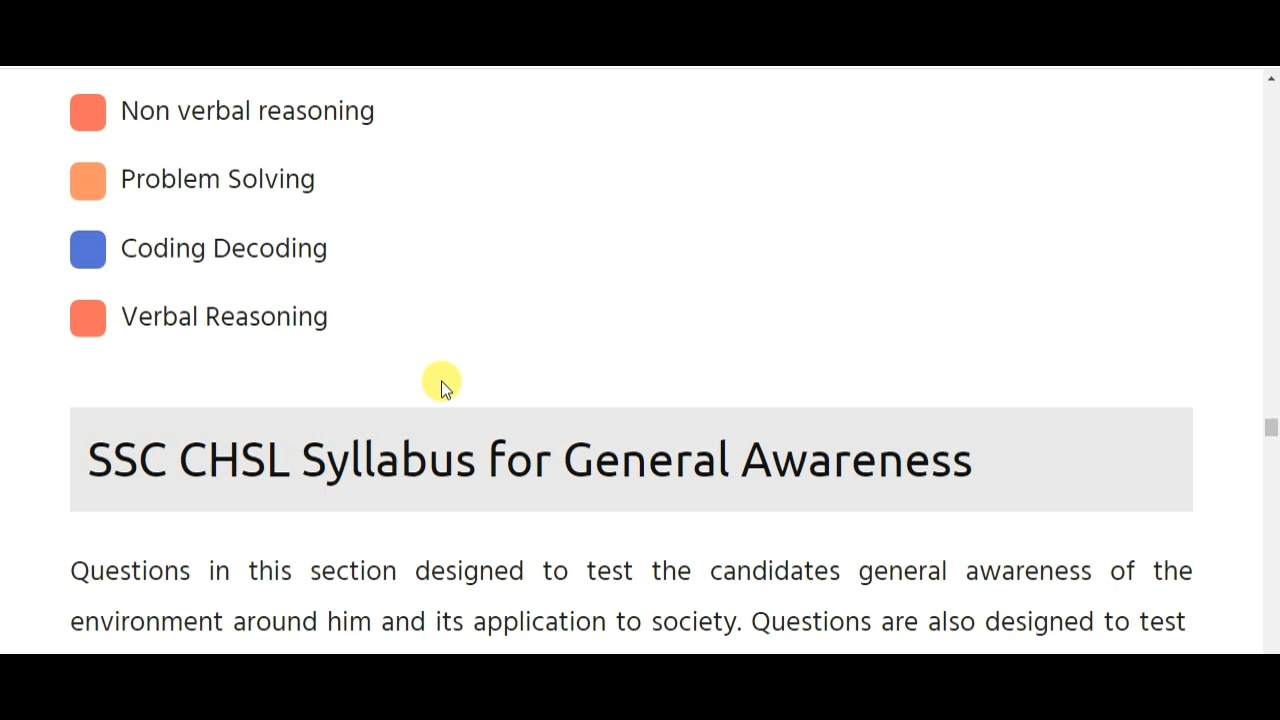 Non verbal reasoning
Problem Solving
Coding Decoding
Verbal Reasoning
SSC CHSL Syllabus for General Awareness
Questions in this section designed to test the candidates general awareness of the
environment around him and its application to society. Questions are also designed to test